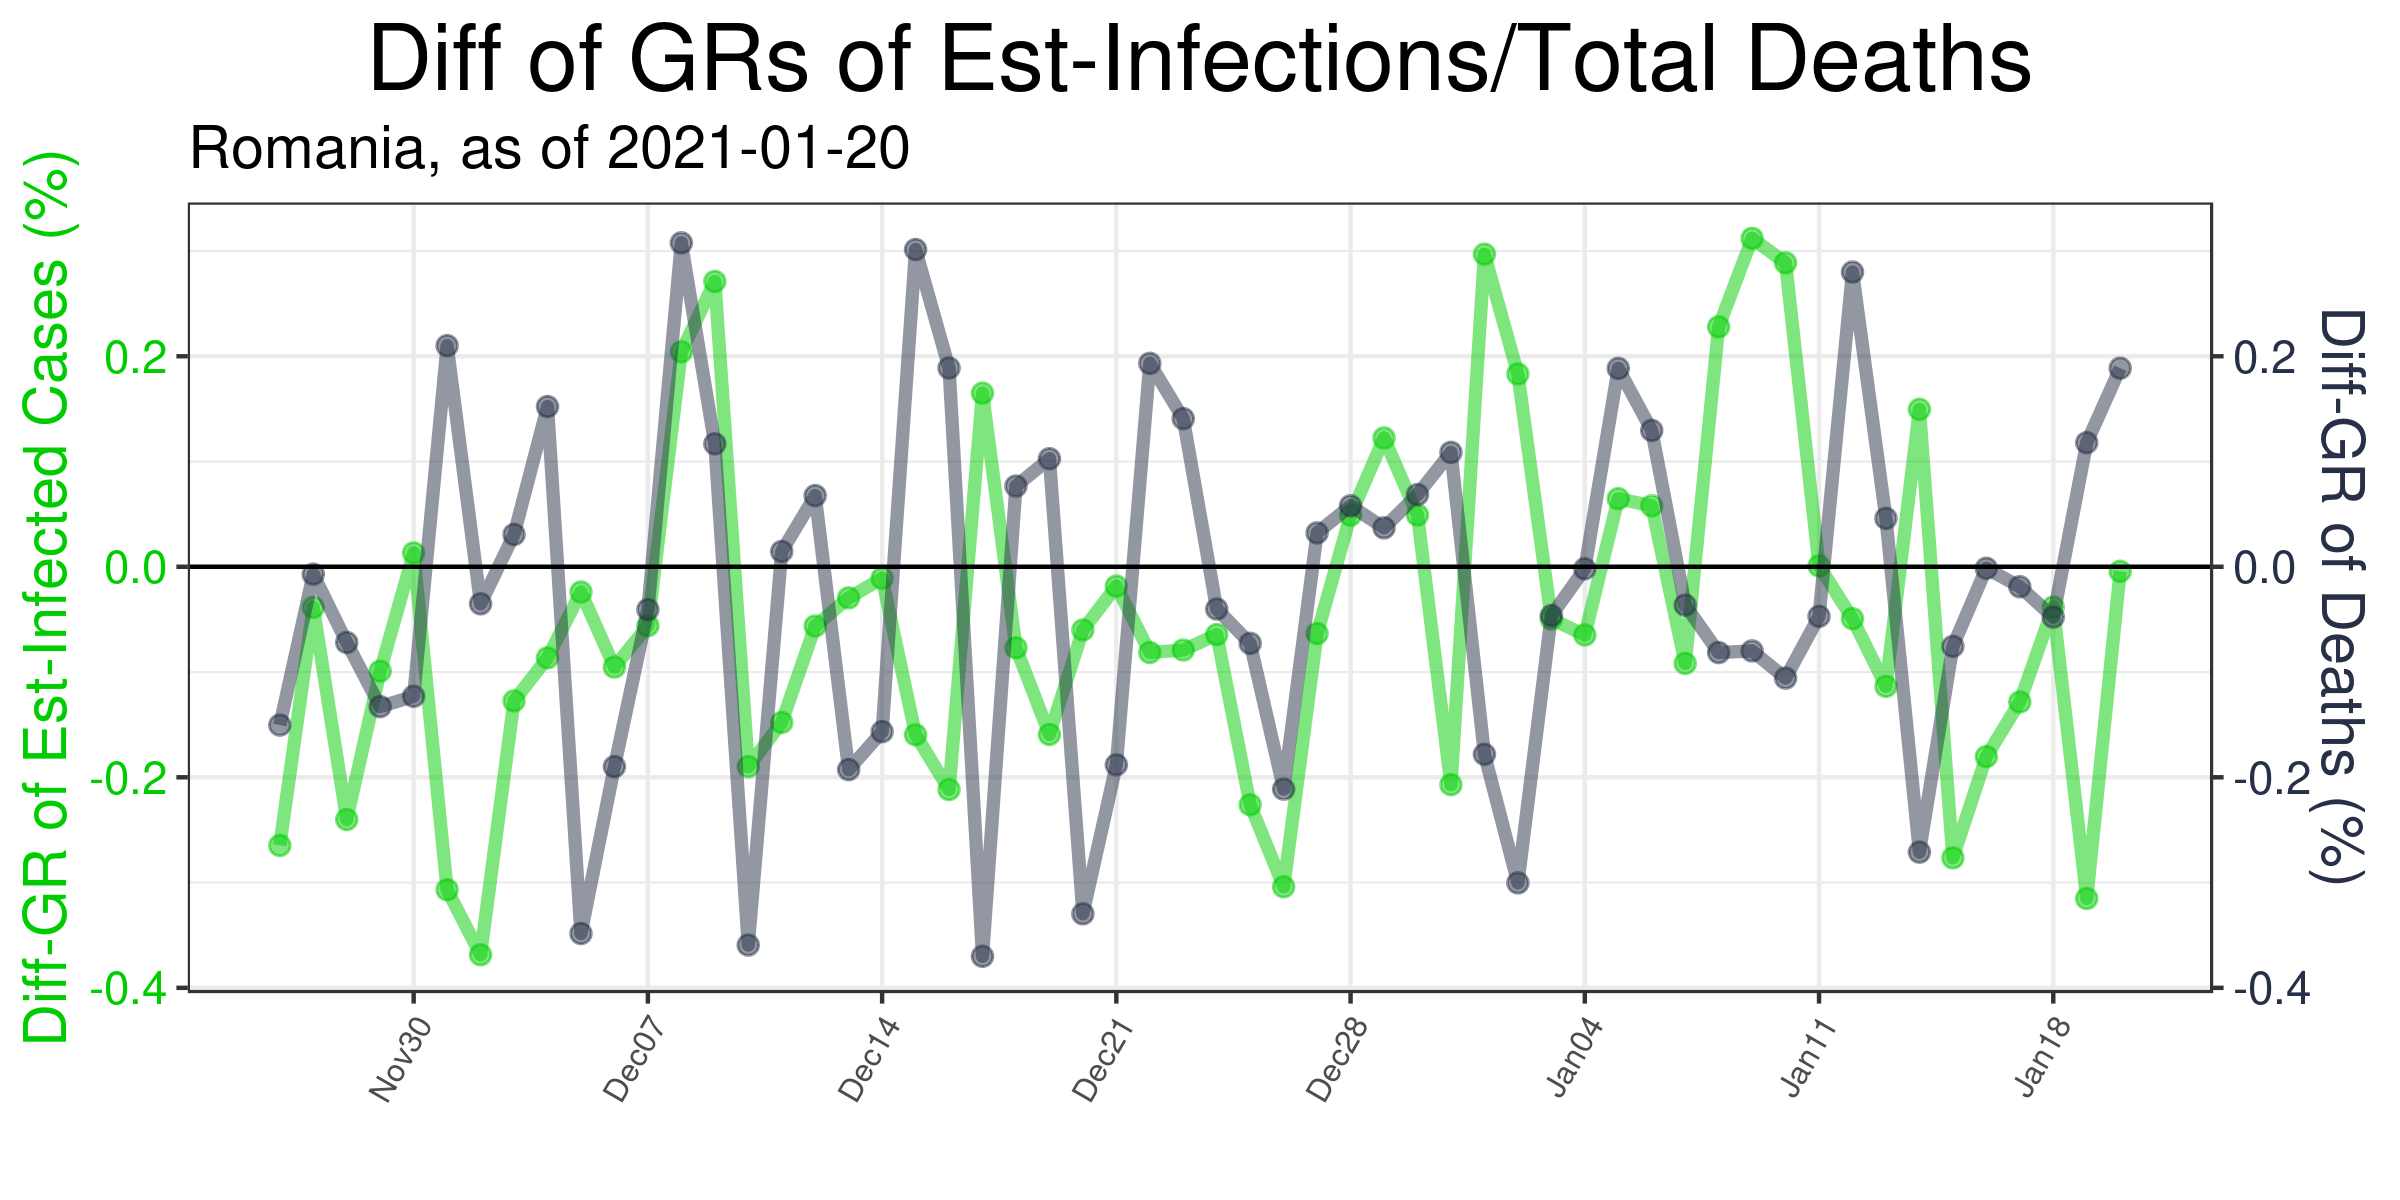 Diff of GRs of Est-Infections/Total Deaths
Romania, as of 2021-01-20
Diff-GR of Est-Infected Cases (%)
0.2
0.0
-0.2
-0.4
0.2
0.0
-0.2
-0.4
Diff-GR of Deaths (%)
Nov30
Dec07
Dec14
Dec21
Dec28
Jan04
Jan11
Jan18